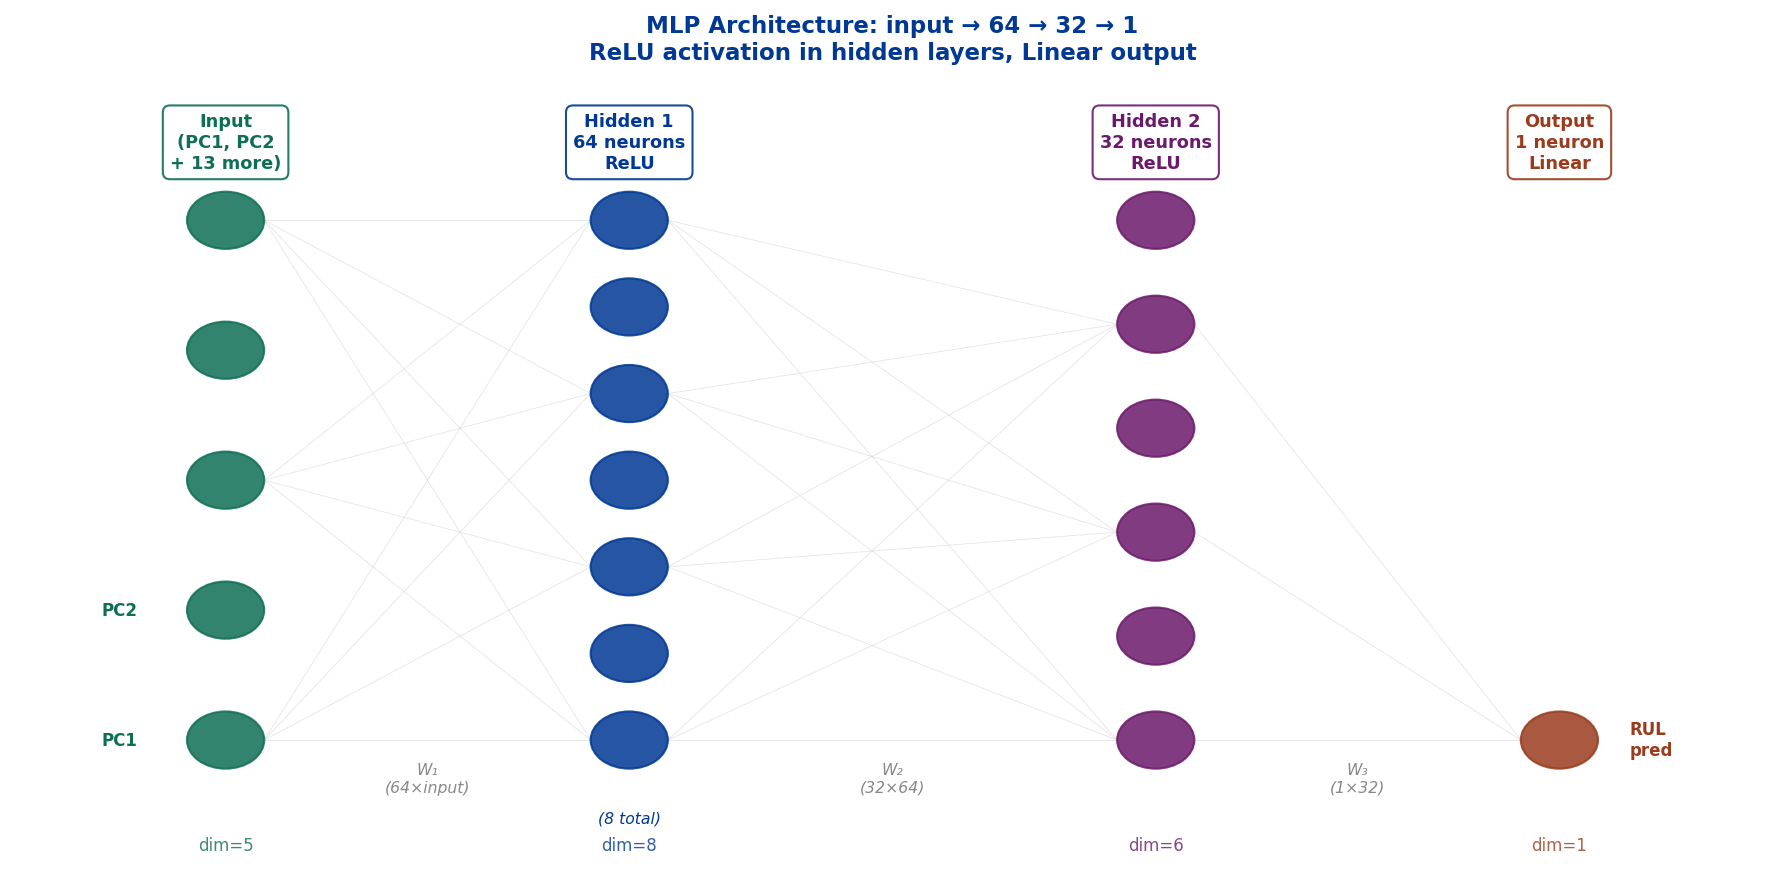 MLP Architecture: input → 64 → 32 → 1
ReLU activation in hidden layers, Linear output
Input
(PC1, PC2
+ 13 more)
Hidden 1
64 neurons
ReLU
Hidden 2
32 neurons
ReLU
Output
1 neuron
Linear
PC2
PC1
RUL
pred
W₁
(64×input)
W₂
(32×64)
W₃
(1×32)
(8 total)
dim=5
dim=8
dim=6
dim=1